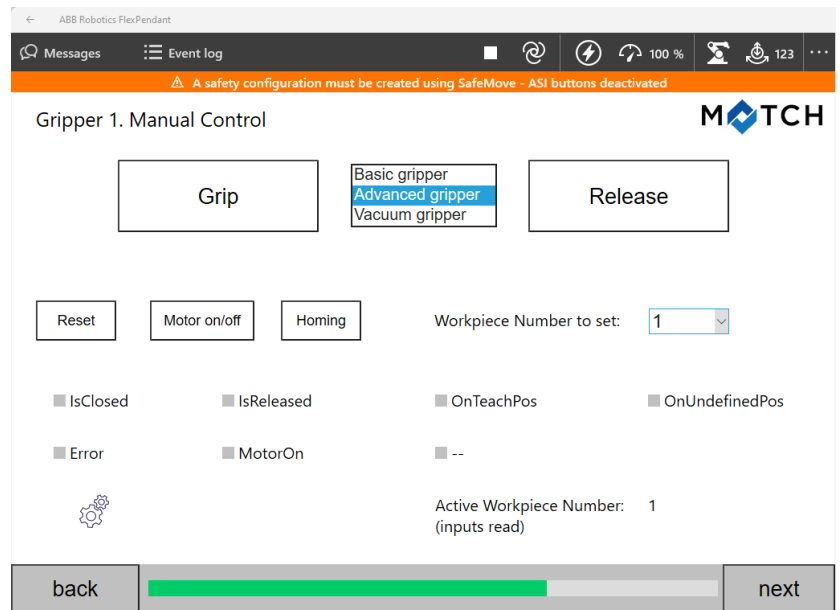 ABB Robotics FlexPendant
Messages Event log 100 % 123 ...
A safety configuration must be created using SafeMove - ASI buttons deactivated
Gripper 1. Manual Control
MATCH
Grip
Basic gripper
Advanced gripper
Vacuum gripper
Release
Reset Motor on/off Homing Workpiece Number to set: 1
IsClosed IsReleased OnTeachPos OnUndefinedPos
Error MotorOn --
Active Workpiece Number: 1
(inputs read)
back next